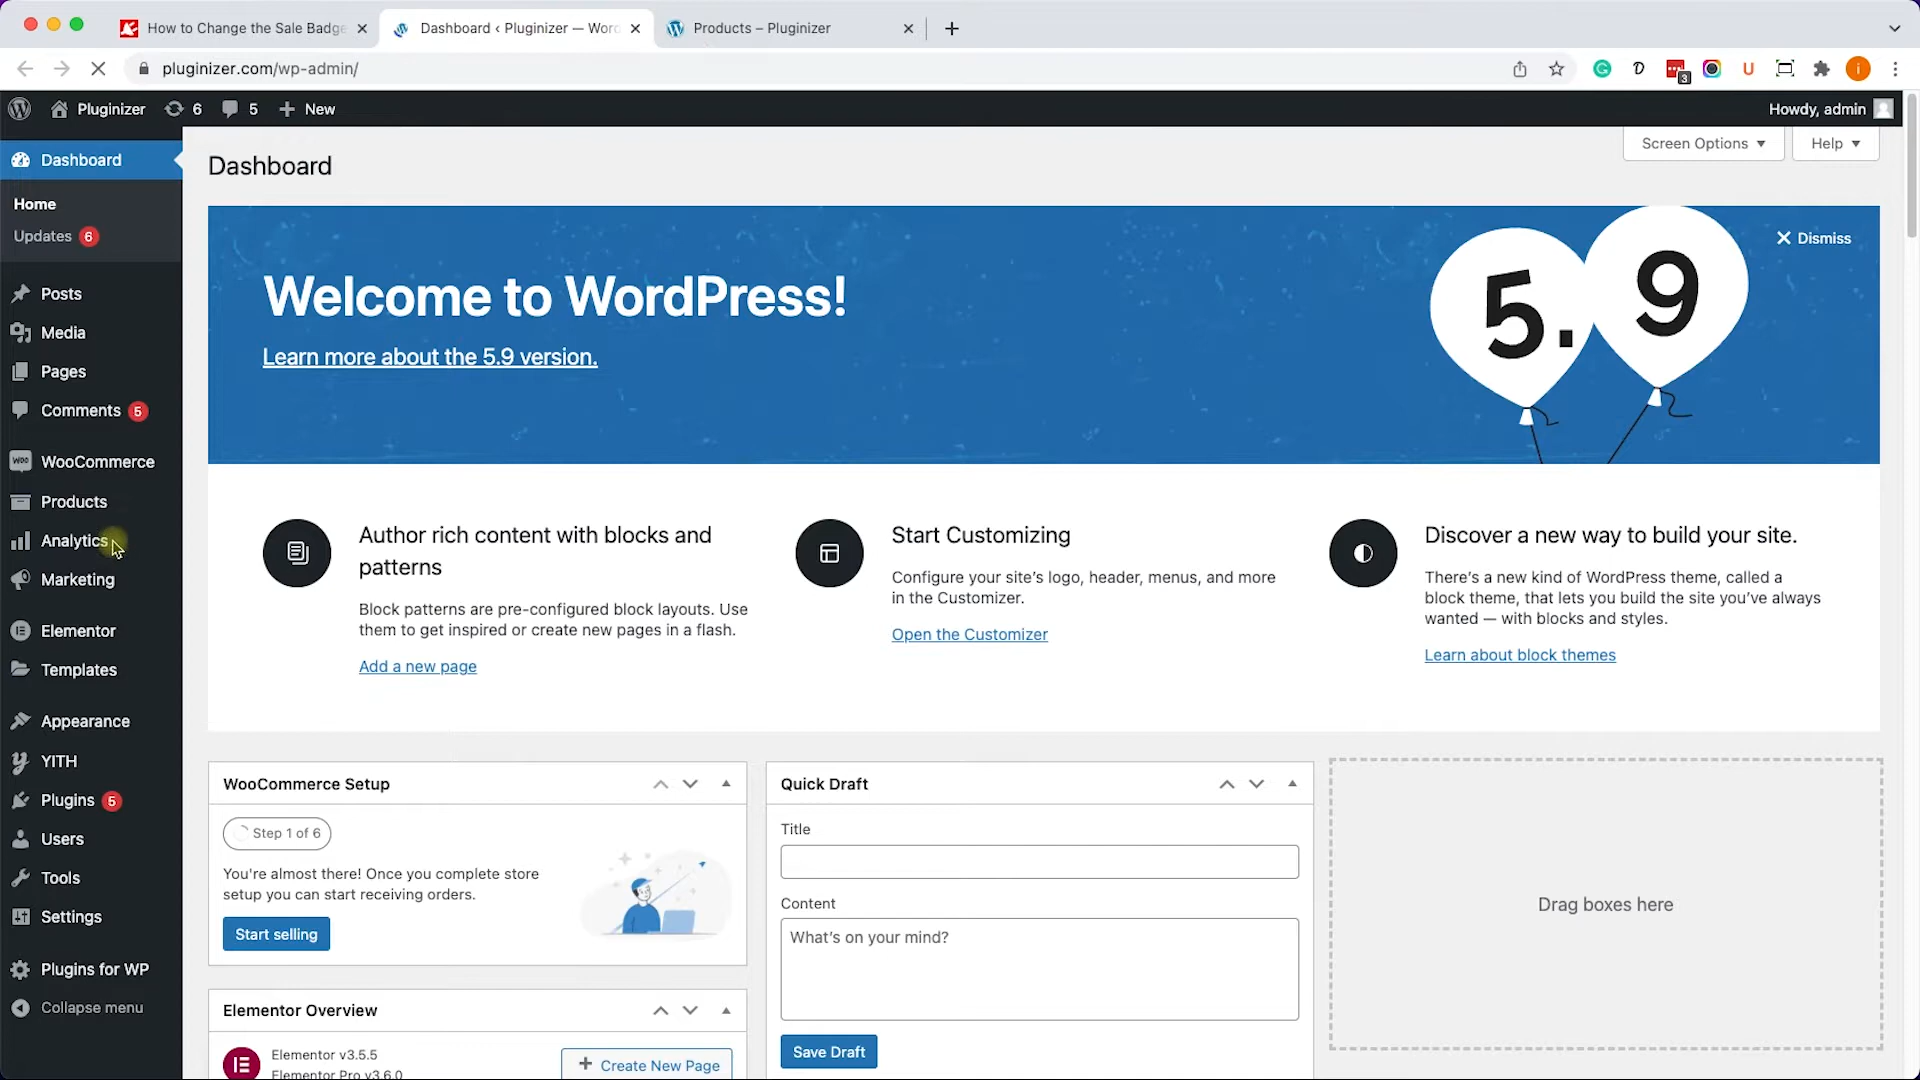 How to Change the Sale Badge
Dashboard ‹ Pluginizer — Wor
Products – Pluginizer
pluginizer.com/wp-admin/
3
U
i
Pluginizer
6
5
New
Howdy, admin
Dashboard
Home
Updates 6
Posts
Media
Pages
Comments 5
WooCommerce
Products
Analytics
Marketing
Elementor
Templates
Appearance
YITH
Plugins 5
Users
Tools
Settings
Plugins for WP
Collapse menu
Dashboard
Screen Options
Help
Welcome to WordPress!
Learn more about the 5.9 version.
5.9
Dismiss
Author rich content with blocks and
patterns
Block patterns are pre-configured block layouts. Use
them to get inspired or create new pages in a flash.
Add a new page
Start Customizing
Configure your site's logo, header, menus, and more
in the Customizer.
Open the Customizer
Discover a new way to build your site.
There's a new kind of WordPress theme, called a
block theme, that lets you build the site you've always
wanted — with blocks and styles.
Learn about block themes
WooCommerce Setup
Step 1 of 6
You're almost there! Once you complete store
setup you can start receiving orders.
Start selling
Elementor Overview
Elementor v3.5.5
Elementor Pro v3.6.0
Create New Page
Quick Draft
Title
Content
What's on your mind?
Save Draft
Drag boxes here